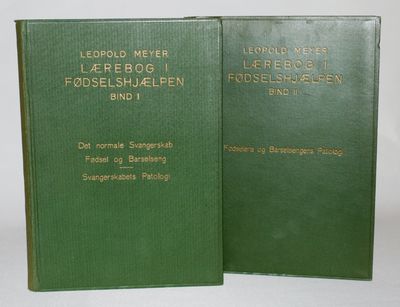 LEOPOLD MEYER
LÆREBOG I
FØDSELSHJÆLPEN
BIND I
Det normale Svangerskab
Fødsel og Barselseng
Svangerskabets Patologi
LEOPOLD MEYER
LÆREBOG I
FØDSELSHJÆLPEN
BIND II
Fødselens og Barselsengens Patologi